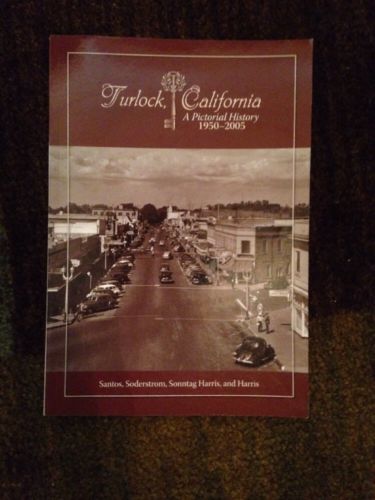 Turlock, California
A Pictorial History
1950–2005
Santos, Soderstrom, Sonntag Harris, and Harris